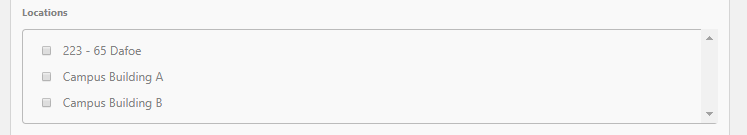 Locations
223 - 65 Dafoe
Campus Building A
Campus Building B